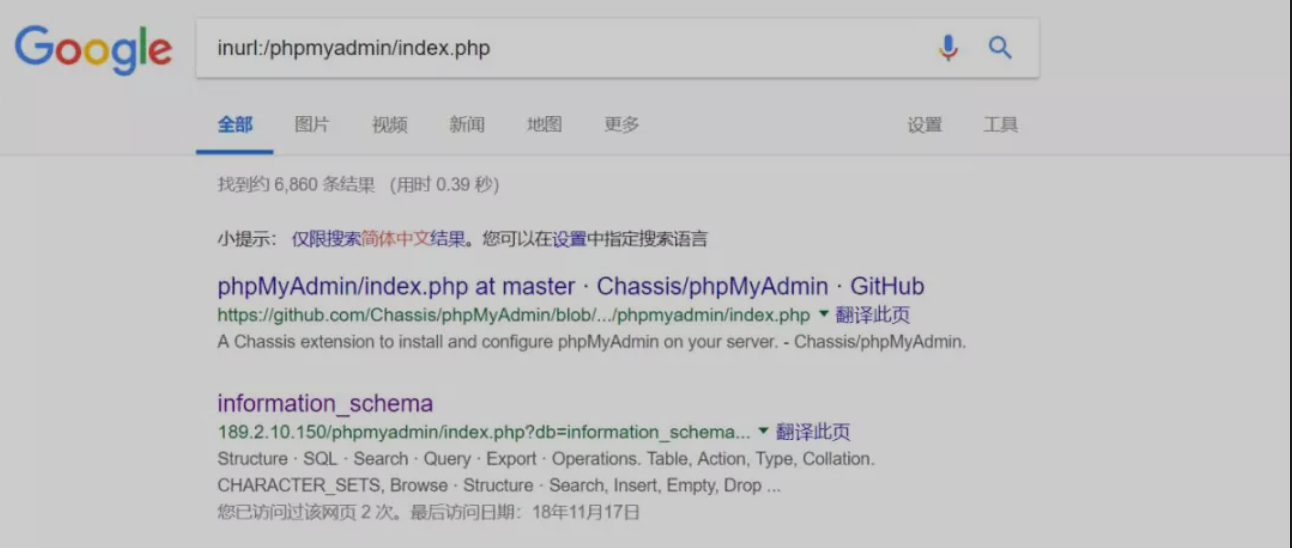 Google
inurl:/phpmyadmin/index.php
全部 图片 视频 新闻 地图 更多 设置 工具
找到约 6,860 条结果 （用时 0.39 秒）
小提示： 仅限搜索简体中文结果。您可以在设置中指定搜索语言
phpMyAdmin/index.php at master · Chassis/phpMyAdmin · GitHub
https://github.com/Chassis/phpMyAdmin/blob/.../phpmyadmin/index.php 翻译此页
A Chassis extension to install and configure phpMyAdmin on your server. - Chassis/phpMyAdmin.
information_schema
189.2.10.150/phpmyadmin/index.php?db=information_schema... 翻译此页
Structure · SQL · Search · Query · Export · Operations. Table, Action, Type, Collation.
CHARACTER_SETS, Browse · Structure · Search, Insert, Empty, Drop ...
您已访问过该网页 2 次。最后访问日期：18年11月17日